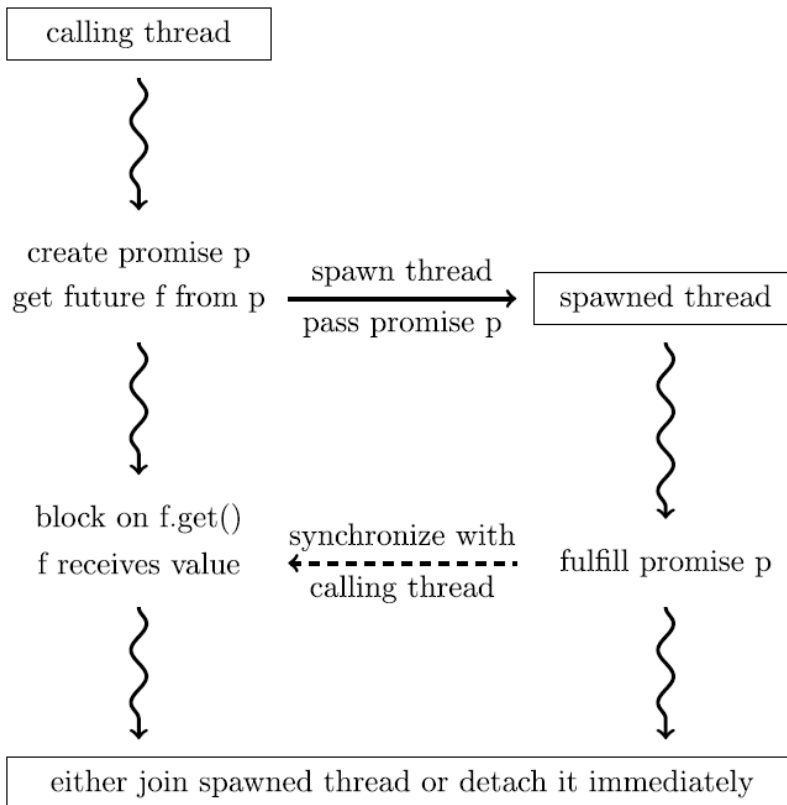 calling thread
create promise p
get future f from p
spawn thread
pass promise p
spawned thread
block on f.get()
f receives value
synchronize with
calling thread
fulfill promise p
either join spawned thread or detach it immediately